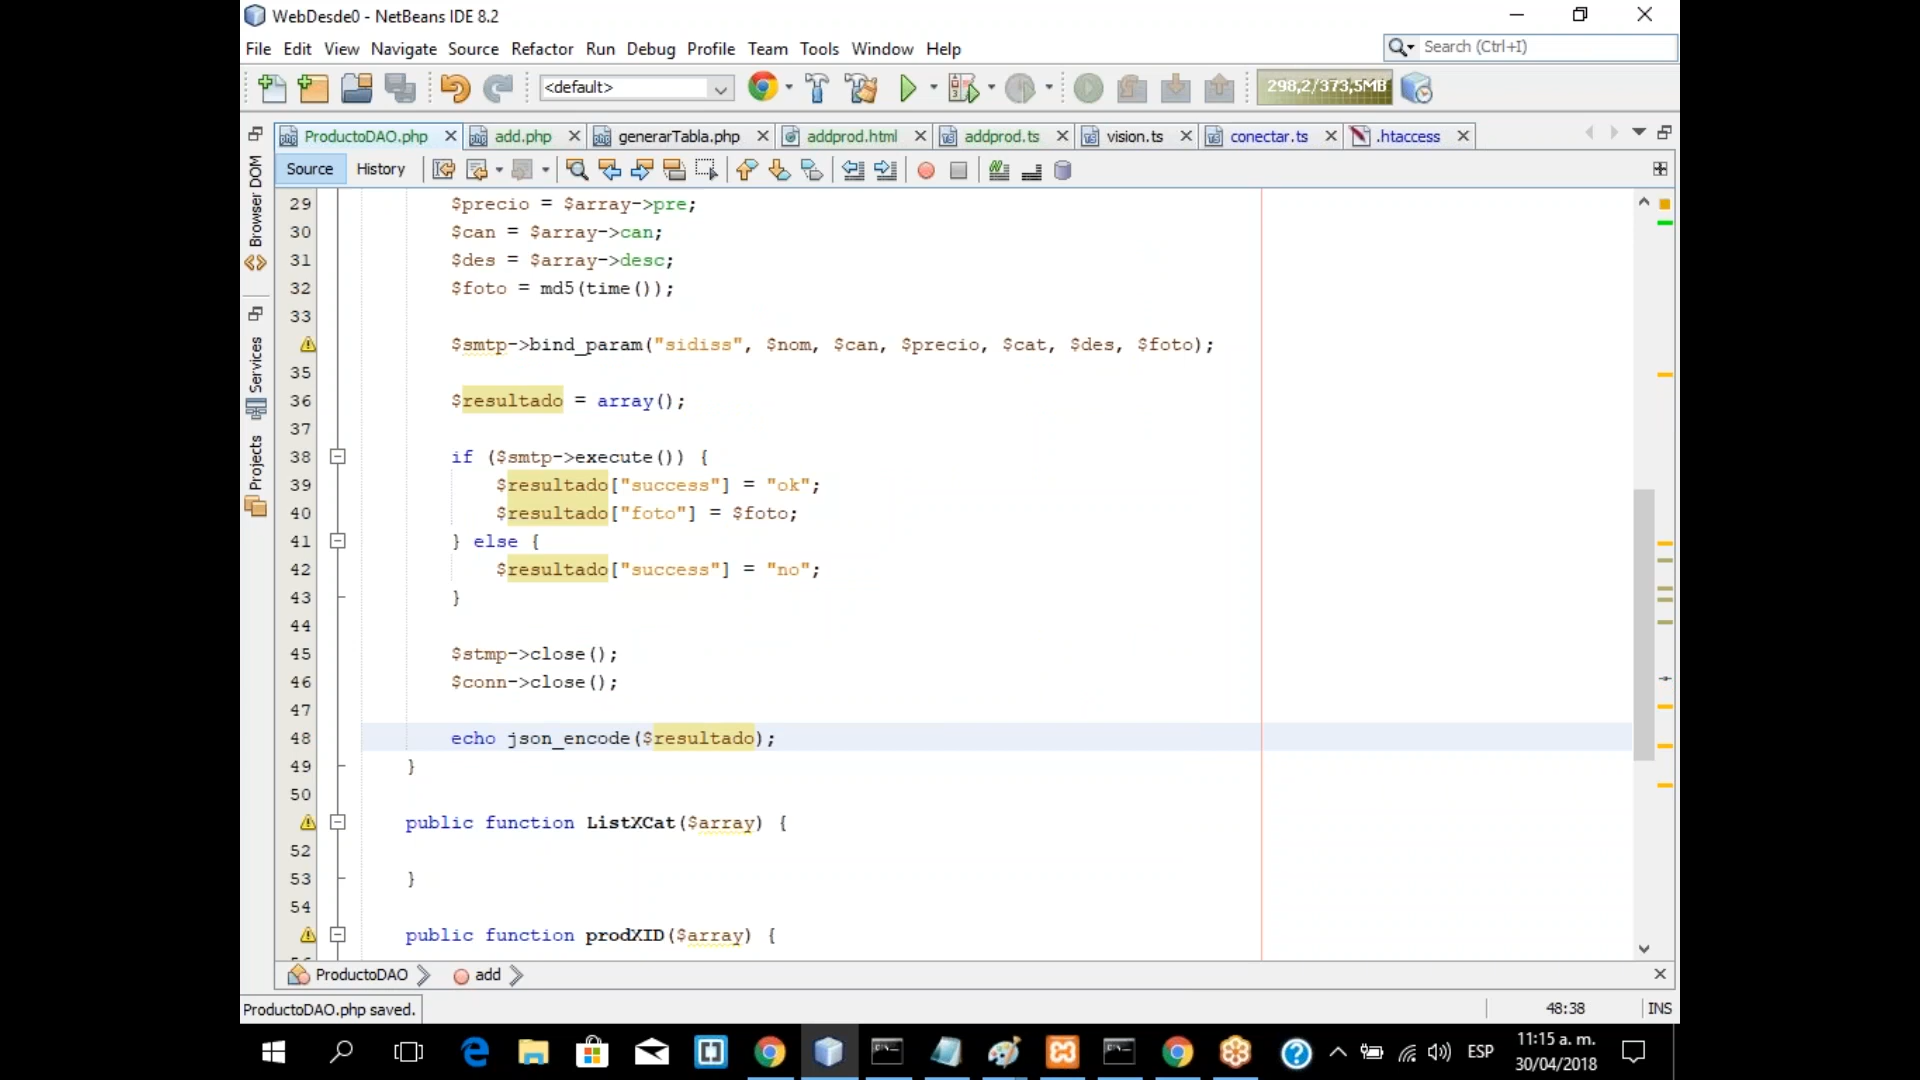 WebDesde0 - NetBeans IDE 8.2
File Edit View Navigate Source Refactor Run Debug Profile Team Tools Window Help
Search (Ctrl+I)
<default>
298,2/373,5MB
ProductoDAO.php add.php generarTabla.php addprod.html addprod.ts vision.ts conectar.ts .htaccess
Source History
Browser DOM
Services
Projects
29 $precio = $array->pre;
30 $can = $array->can;
31 $des = $array->desc;
32 $foto = md5(time());
33
$smtp->bind_param("sidiss", $nom, $can, $precio, $cat, $des, $foto);
35
36 $resultado = array();
37
38 if ($smtp->execute()) {
39 $resultado["success"] = "ok";
40 $resultado["foto"] = $foto;
41 } else {
42 $resultado["success"] = "no";
43 }
44
45 $stmp->close();
46 $conn->close();
47
48 echo json_encode($resultado);
49 }
50
public function ListXCat($array) {
52
53 }
54
public function prodXID($array) {
ProductoDAO add
ProductoDAO.php saved.
48:38 INS
ESP
11:15 a. m.
30/04/2018